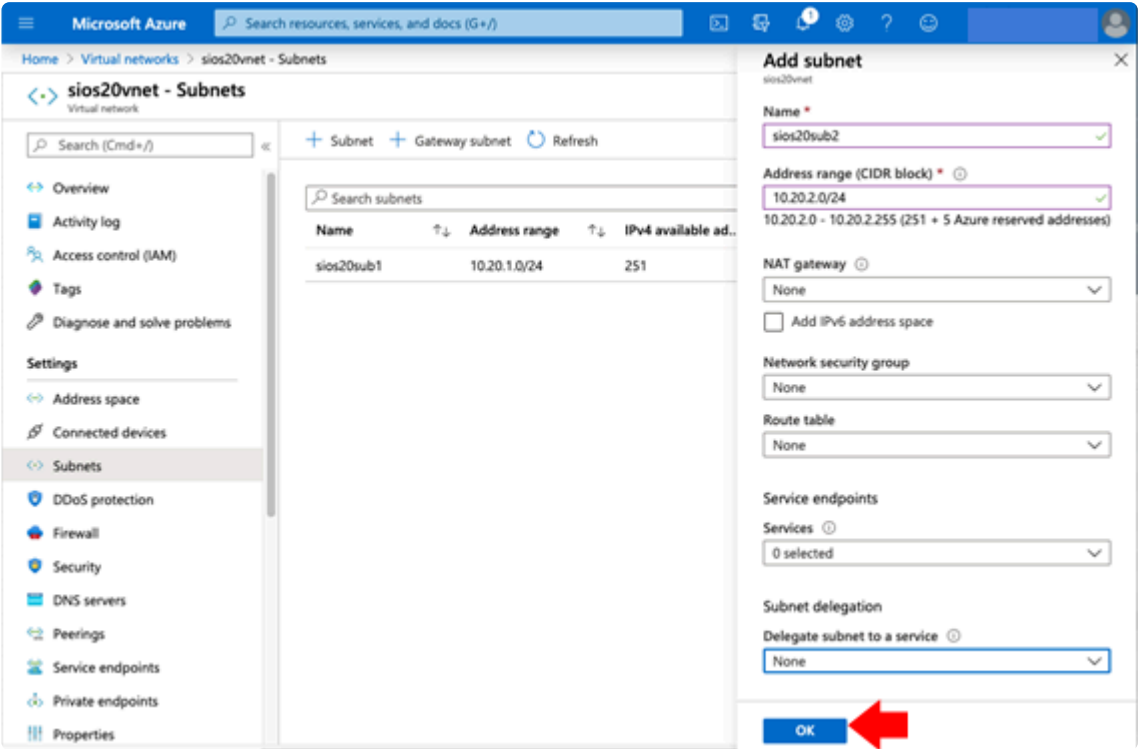 Microsoft Azure
Search resources, services, and docs (G+/)
1
Home > Virtual networks > sios20vnet - Subnets
sios20vnet - Subnets
Virtual network
Search (Cmd+/)
«
Overview
Activity log
Access control (IAM)
Tags
Diagnose and solve problems
Settings
Address space
Connected devices
Subnets
DDoS protection
Firewall
Security
DNS servers
Peerings
Service endpoints
Private endpoints
Properties
+ Subnet + Gateway subnet Refresh
Search subnets
Name ↑↓ Address range ↑↓ IPv4 available ad..
sios20sub1 10.20.1.0/24 251
Add subnet
sios20vnet
Name *
sios20sub2
Address range (CIDR block) *
10.20.2.0/24
10.20.2.0 - 10.20.2.255 (251 + 5 Azure reserved addresses)
NAT gateway
None
Add IPv6 address space
Network security group
None
Route table
None
Service endpoints
Services
0 selected
Subnet delegation
Delegate subnet to a service
None
OK